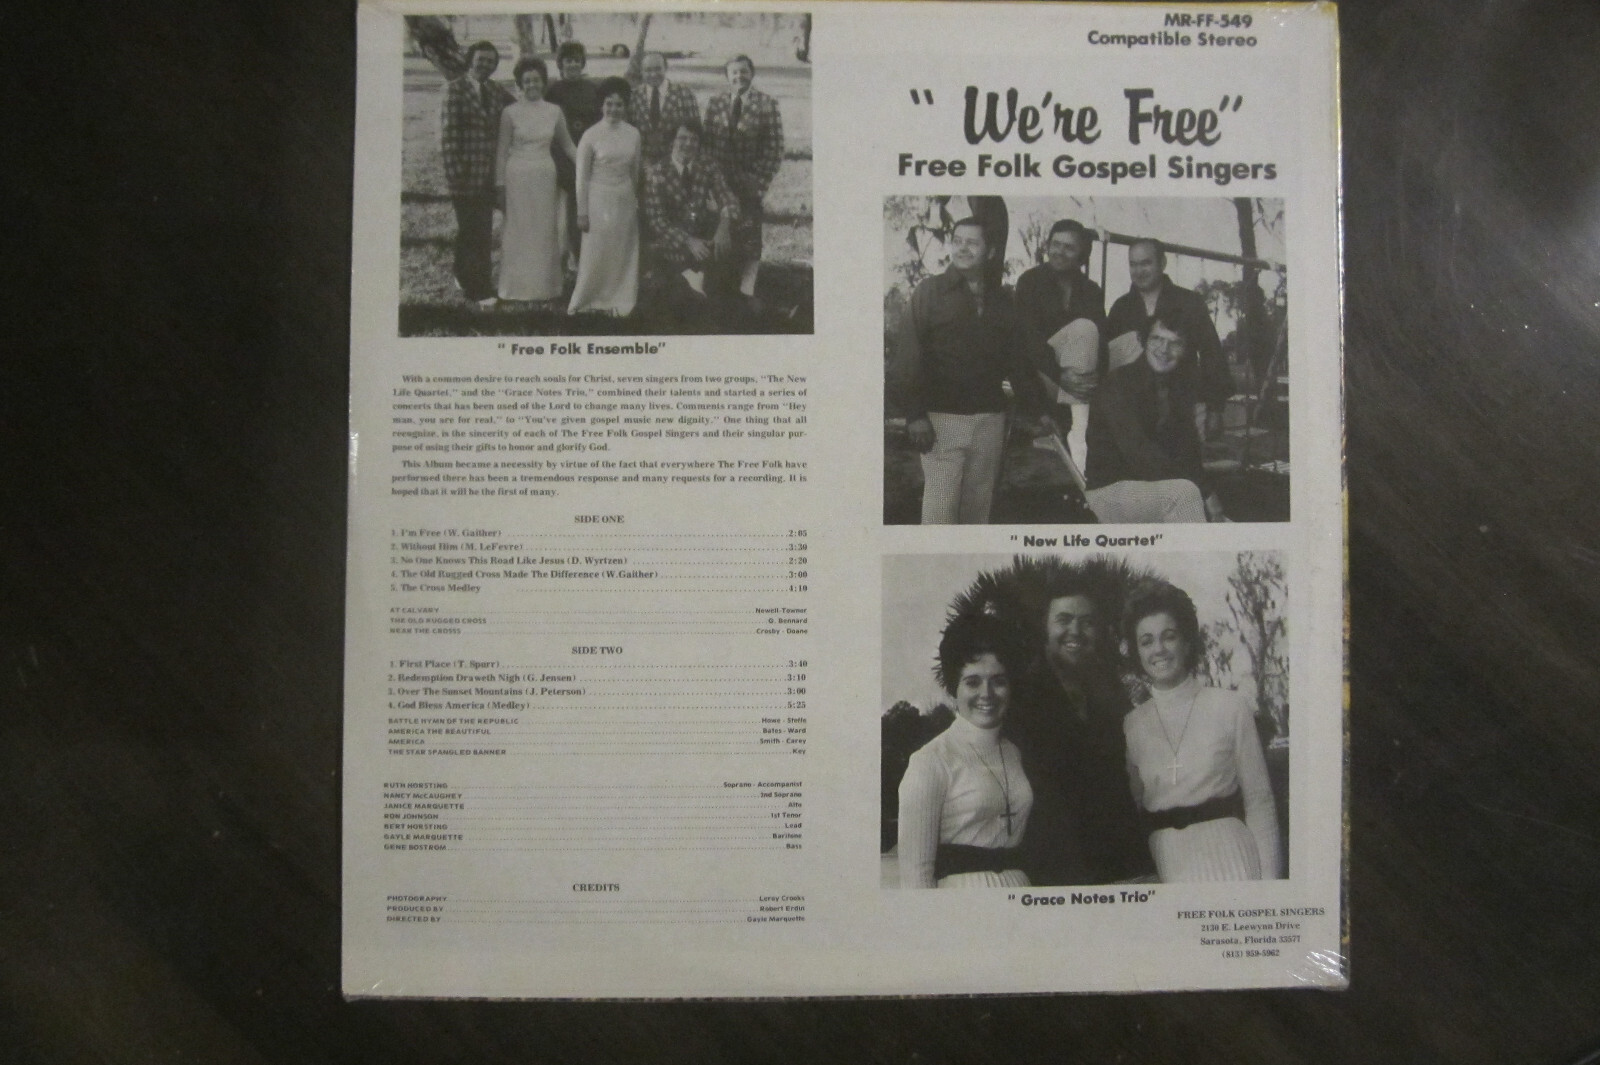 MR-FF-549
Compatible Stereo
" We're Free"
Free Folk Gospel Singers
" Free Folk Ensemble"
With a common desire to reach souls for Christ, seven singers from two groups, "The New
Life Quartet," and the "Grace Notes Trio," combined their talents and started a series of
concerts that has been used of the Lord to change many lives. Comments range from "Hey
man, you are for real," to "You've given gospel music new dignity." One thing that all
recognize, is the sincerity of each of The Free Folk Gospel Singers and their singular pur-
pose of using their gifts to honor and glorify God.
This Album became a necessity by virtue of the fact that everywhere The Free Folk have
performed there has been a tremendous response and many requests for a recording. It is
hoped that it will be the first of many.
SIDE ONE
1. I'm Free (W. Gaither) 2:05
2. Without Him (M. LeFevre) 3:30
3. No One Knows This Road Like Jesus (D. Wyrtzen) 2:20
4. The Old Rugged Cross Made The Difference (W.Gaither) 3:00
5. The Cross Medley 4:10
AT CALVARY Newell-Towner
THE OLD RUGGED CROSS G. Bennard
NEAR THE CROSS Crosby - Doane
SIDE TWO
1. First Place (T. Spurr) 3:40
2. Redemption Draweth Nigh (G. Jensen) 3:10
3. Over The Sunset Mountains (J. Peterson) 3:00
4. God Bless America (Medley) 5:25
BATTLE HYMN OF THE REPUBLIC Howe - Steffe
AMERICA THE BEAUTIFUL Bates - Ward
AMERICA Smith - Carey
THE STAR SPANGLED BANNER Key
RUTH HORSTING Soprano - Accompanist
NANCY McCAUGHEY 2nd Soprano
JANICE MARQUETTE Alto
RON JOHNSON 1st Tenor
BERT HORSTING Lead
GAYLE MARQUETTE Baritone
GENE BOSTROM Bass
CREDITS
PHOTOGRAPHY Leroy Crooks
PRODUCED BY Robert Erdin
DIRECTED BY Gayle Marquette
" New Life Quartet"
" Grace Notes Trio"
FREE FOLK GOSPEL SINGERS
2130 E. Leewynn Drive
Sarasota, Florida 33577
(813) 959-5962